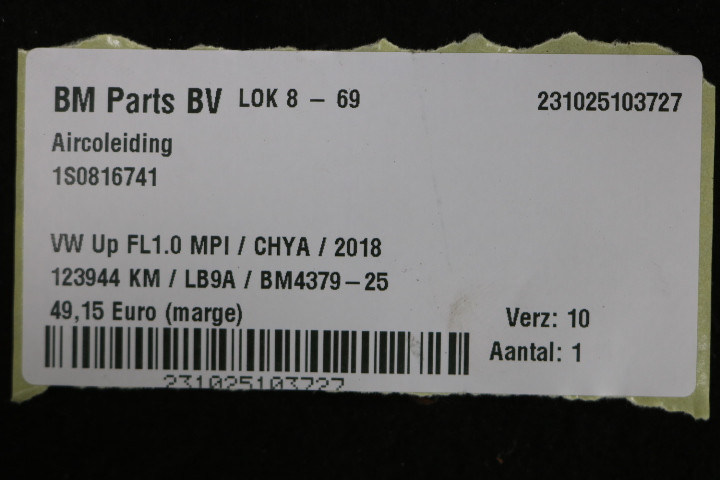 BM Parts BV LOK 8 - 69 231025103727
Aircoleiding
1S0816741
VW Up FL1.0 MPI / CHYA / 2018
123944 KM / LB9A / BM4379-25
49,15 Euro (marge) Verz: 10
Aantal: 1
231025103727